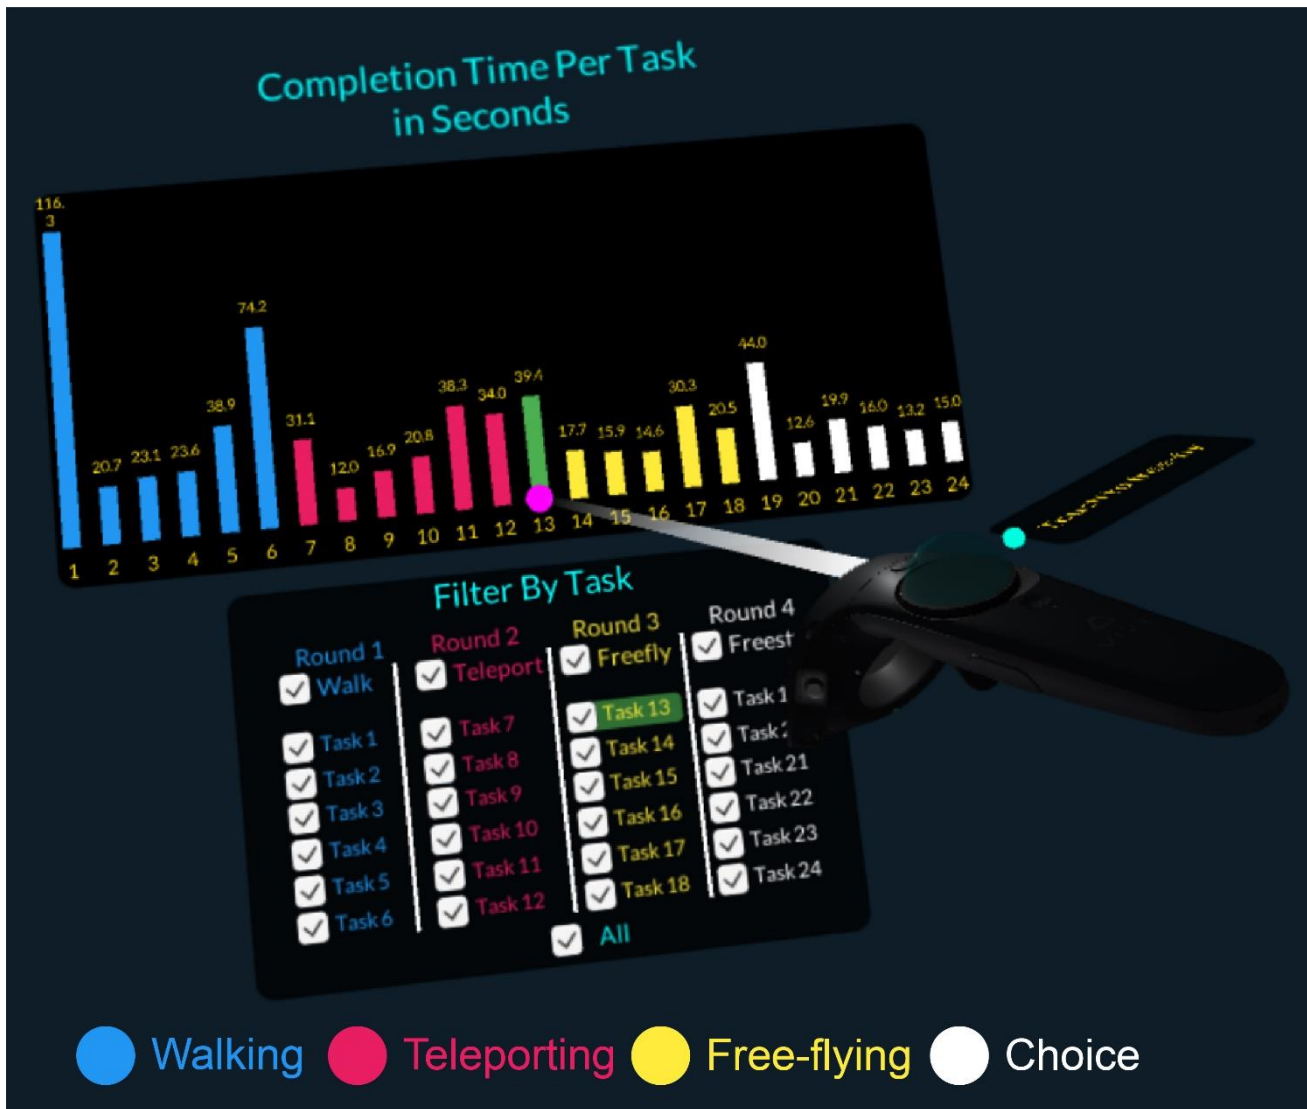 Completion Time Per Task
in Seconds
116.
3
20.7
23.1
23.6
38.9
74.2
31.1
12.0
16.9
20.8
38.3
34.0
39.4
17.7
15.9
14.6
30.3
20.5
44.0
12.6
19.9
16.0
13.2
15.0
1 2 3 4 5 6 7 8 9 10 11 12 13 14 15 16 17 18 19 20 21 22 23 24
Filter By Task
Round 1
Walk
Task 1
Task 2
Task 3
Task 4
Task 5
Task 6
Round 2
Teleport
Task 7
Task 8
Task 9
Task 10
Task 11
Task 12
Round 3
Freefly
Task 13
Task 14
Task 15
Task 16
Task 17
Task 18
Round 4
Freest
Task 1
Task 2
Task 21
Task 22
Task 23
Task 24
All
Walking
Teleporting
Free-flying
Choice